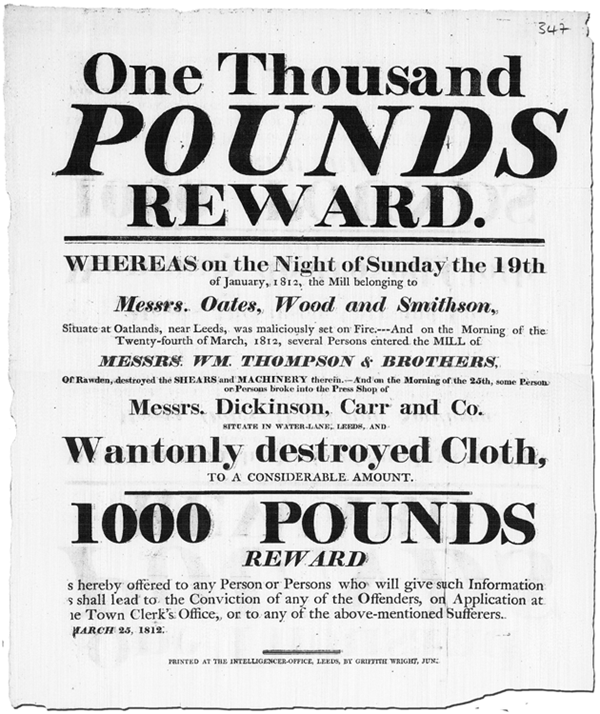 347
One Thousand
POUNDS
REWARD.
WHEREAS on the Night of Sunday the 19th
of January, 1812, the Mill belonging to
Messrs. Oates, Wood and Smithson,
Situate at Oatlands, near Leeds, was maliciously set on Fire.---And on the Morning of the
Twenty-fourth of March, 1812, several Persons entered the MILL of
MESSRS. WM. THOMPSON & BROTHERS,
Of Rawden, destroyed the SHEARS and MACHINERY therein.—And on the Morning of the 25th, some Person
or Persons broke into the Press Shop of
Messrs. Dickinson, Carr and Co.
SITUATE IN WATER-LANE, LEEDS, AND
Wantonly destroyed Cloth,
TO A CONSIDERABLE AMOUNT.
1000 POUNDS
REWARD
s hereby offered to any Person or Persons who will give such Information
s shall lead to the Conviction of any of the Offenders, on Application at
ie Town Clerk's Office, or to any of the above-mentioned Sufferers.
MARCH 25, 1812.
PRINTED AT THE INTELLIGENCER-OFFICE, LEEDS, BY GRIFFITH WRIGHT, JUN.